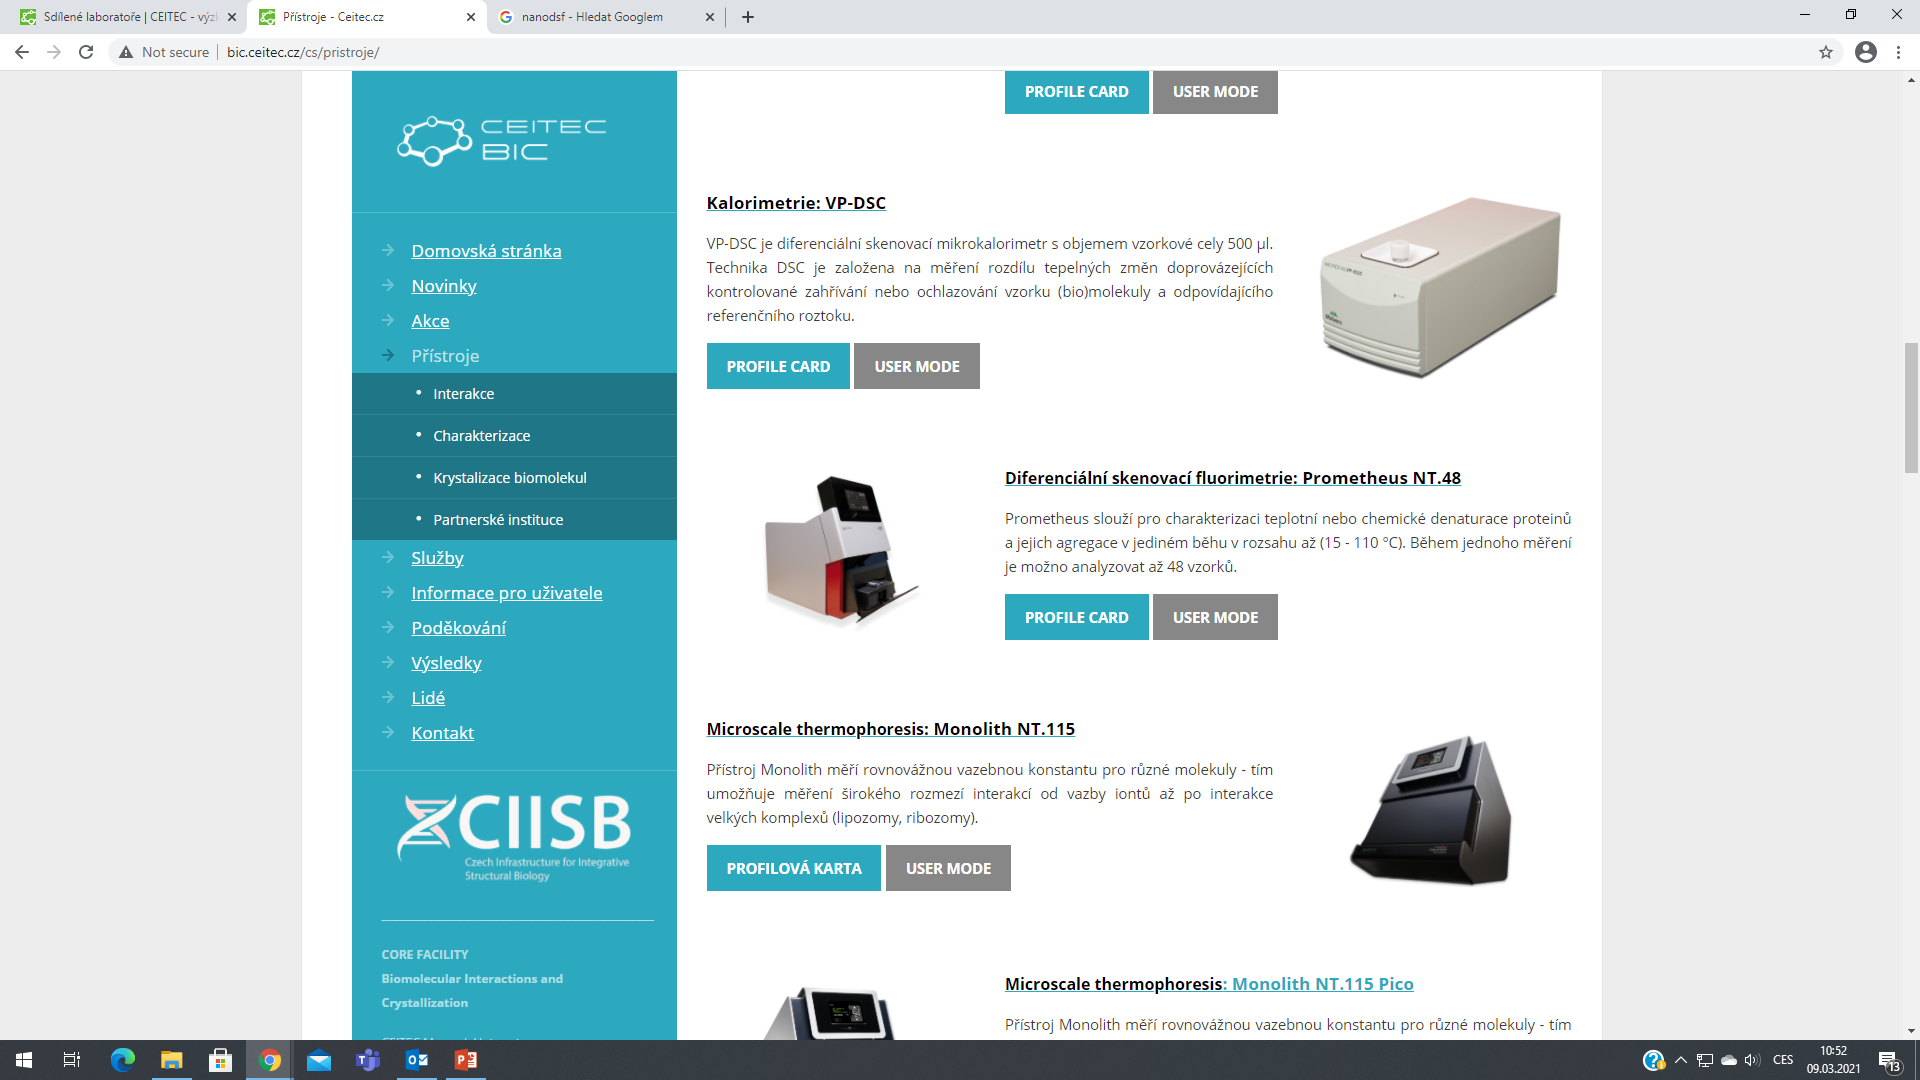 Sdílené laboratoře | CEITEC - výz
Přístroje - Ceitec.cz
nanodsf - Hledat Googlem
Not secure
bic.ceitec.cz/cs/pristroje/
CEITEC
BIC
Domovská stránka
Novinky
Akce
Přístroje
Interakce
Charakterizace
Krystalizace biomolekul
Partnerské instituce
Služby
Informace pro uživatele
Poděkování
Výsledky
Lidé
Kontakt
CIISB
Czech Infrastructure for Integrative
Structural Biology
CORE FACILITY
Biomolecular Interactions and
Crystallization
PROFILE CARD
USER MODE
Kalorimetrie: VP-DSC
VP-DSC je diferenciální skenovací mikrokalorimetr s objemem vzorkové cely 500 µl.
Technika DSC je založena na měření rozdílu tepelných změn doprovázejících
kontrolované zahřívání nebo ochlazování vzorku (bio)molekuly a odpovídajícího
referenčního roztoku.
PROFILE CARD
USER MODE
Diferenciální skenovací fluorimetrie: Prometheus NT.48
Prometheus slouží pro charakterizaci teplotní nebo chemické denaturace proteinů
a jejich agregace v jediném běhu v rozsahu až (15 - 110 °C). Během jednoho měření
je možno analyzovat až 48 vzorků.
PROFILE CARD
USER MODE
Microscale thermophoresis: Monolith NT.115
Přístroj Monolith měří rovnovážnou vazebnou konstantu pro různé molekuly - tím
umožňuje měření širokého rozmezí interakcí od vazby iontů až po interakce
velkých komplexů (lipozomy, ribozomy).
PROFILOVÁ KARTA
USER MODE
Microscale thermophoresis: Monolith NT.115 Pico
Přístroj Monolith měří rovnovážnou vazebnou konstantu pro různé molekuly - tím
CES
10:52
09.03.2021
13